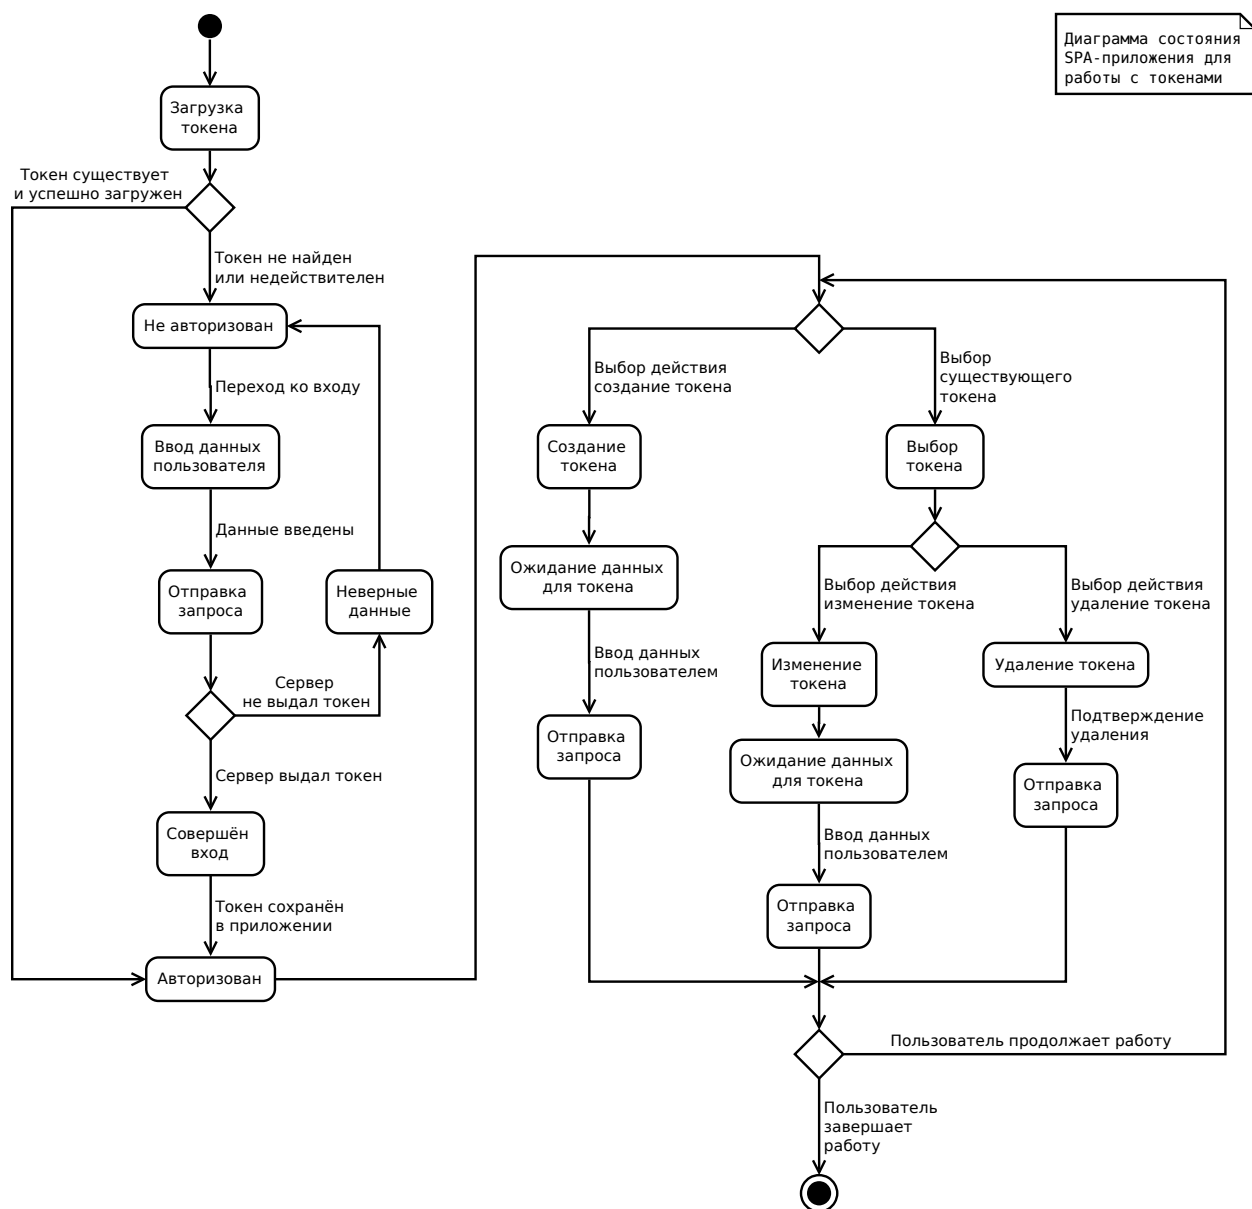 Диаграмма состояния
SPA-приложения для
работы с токенами
Загрузка
токена
Токен существует
и успешно загружен
Токен не найден
или недействителен
Не авторизован
Переход ко входу
Ввод данных
пользователя
Данные введены
Отправка
запроса
Неверные
данные
Сервер
не выдал токен
Сервер выдал токен
Совершён
вход
Токен сохранён
в приложении
Авторизован
Выбор действия
создание токена
Выбор
существующего
токена
Создание
токена
Выбор
токена
Ожидание данных
для токена
Выбор действия
изменение токена
Выбор действия
удаление токена
Ввод данных
пользователем
Изменение
токена
Удаление токена
Отправка
запроса
Подтверждение
удаления
Ожидание данных
для токена
Отправка
запроса
Ввод данных
пользователем
Отправка
запроса
Пользователь продолжает работу
Пользователь
завершает
работу